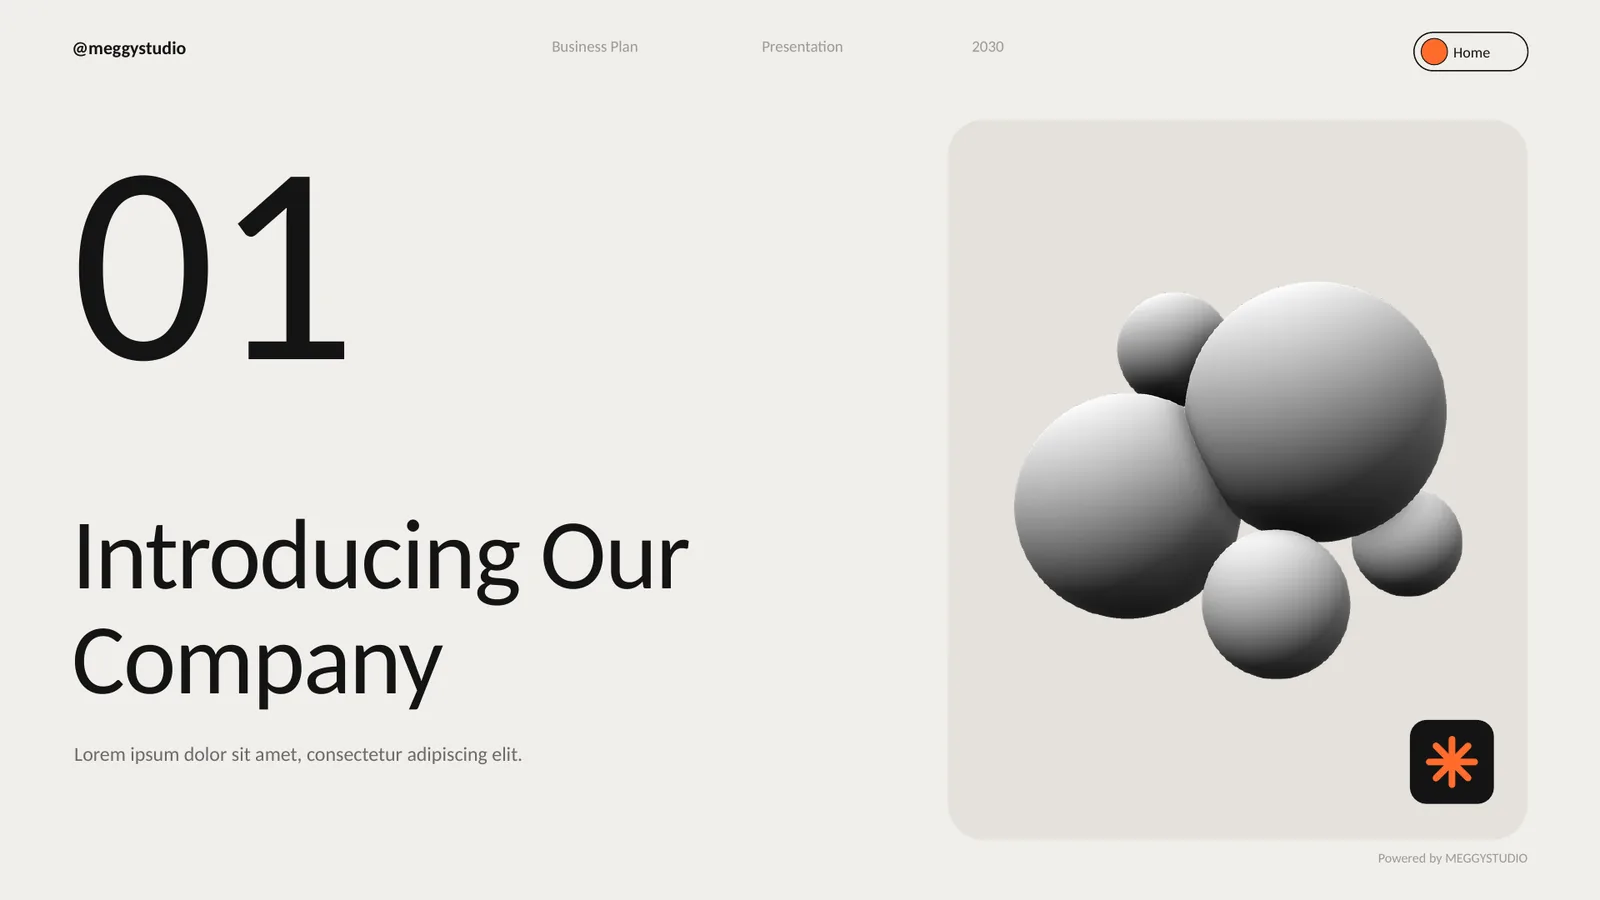 @meggystudio
Business Plan
Presentation
2030
Home
01
Introducing Our
Company
Lorem ipsum dolor sit amet, consectetur adipiscing elit.
Powered by MEGGYSTUDIO